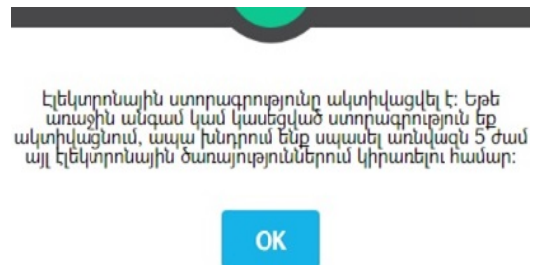 Էլեկտրոնային ստորագրությունը ակտիվացվել է: Եթե
առաջին անգամ կամ կասեցված ստորագրություն եք
ակտիվացնում, ապա խնդրում ենք սպասել առնվազն 5 ժամ
այլ էլեկտրոնային ծառայություններում կիրառելու համար:
OK